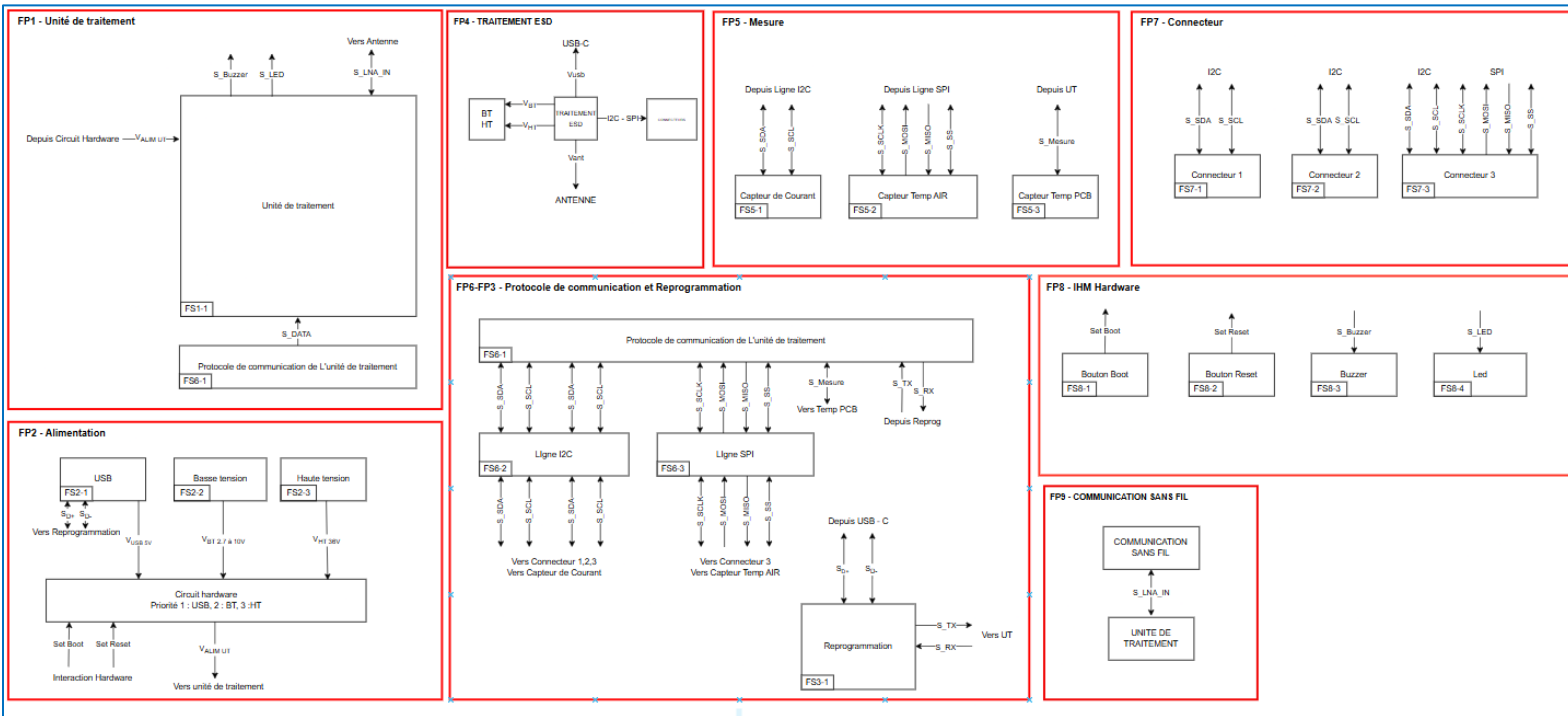 FP1 - Unité de traitement
Vers Antenne
S_Buzzer
S_LED
S_LNA_IN
Depuis Circuit Hardware
VALIM UT
Unité de traitement
FS1-1
S_DATA
Protocole de communication de L'unité de traitement
FS6-1
FP4 - TRAITEMENT ESD
USB-C
Vusb
BT
HT
VBT
VHT
TRAITEMENT
ESD
I2C - SPI
Vant
ANTENNE
FP5 - Mesure
Depuis Ligne I2C
Depuis Ligne SPI
Depuis UT
S_SDA
S_SCL
S_SCLK
S_MOSI
S_MISO
S_SS
S_Mesure
Capteur de Courant
FS5-1
Capteur Temp AIR
FS5-2
Capteur Temp PCB
FS5-3
FP7 - Connecteur
I2C
I2C
I2C
SPI
S_SDA
S_SCL
S_SDA
S_SCL
S_SDA
S_SCL
S_SCLK
S_MOSI
S_MISO
S_SS
Connecteur 1
FS7-1
Connecteur 2
FS7-2
Connecteur 3
FS7-3
FP2 - Alimentation
USB
FS2-1
Basse tension
FS2-2
Haute tension
FS2-3
SD+
SD-
Vers Reprogrammation
VUSB 5V
VBT 2.7 à 10V
VHT 36V
Circuit hardware
Priorité 1 : USB, 2 : BT, 3 :HT
Set Boot
Set Reset
VALIM UT
Interaction Hardware
Vers unité de traitement
FP6-FP3 - Protocole de communication et Reprogrammation
Protocole de communication de L'unité de traitement
FS6-1
S_SDA
S_SCL
S_SDA
S_SCL
S_SCLK
S_MOSI
S_MISO
S_SS
S_Mesure
Vers Temp PCB
S_TX
S_RX
Depuis Reprog
LIgne I2C
FS6-2
LIgne SPI
FS6-3
S_SDA
S_SCL
S_SDA
S_SCL
S_SCLK
S_MOSI
S_MISO
S_SS
Vers Connecteur 1,2,3
Vers Capteur de Courant
Vers Connecteur 3
Vers Capteur Temp AIR
Depuis USB - C
SD+
SD-
Reprogrammation
FS3-1
S_TX
S_RX
Vers UT
FP8 - IHM Hardware
Set Boot
Set Reset
S_Buzzer
S_LED
Bouton Boot
FS8-1
Bouton Reset
FS8-2
Buzzer
FS8-3
Led
FS8-4
FP9 - COMMUNICATION SANS FIL
COMMUNICATION
SANS FIL
S_LNA_IN
UNITE DE
TRAITEMENT